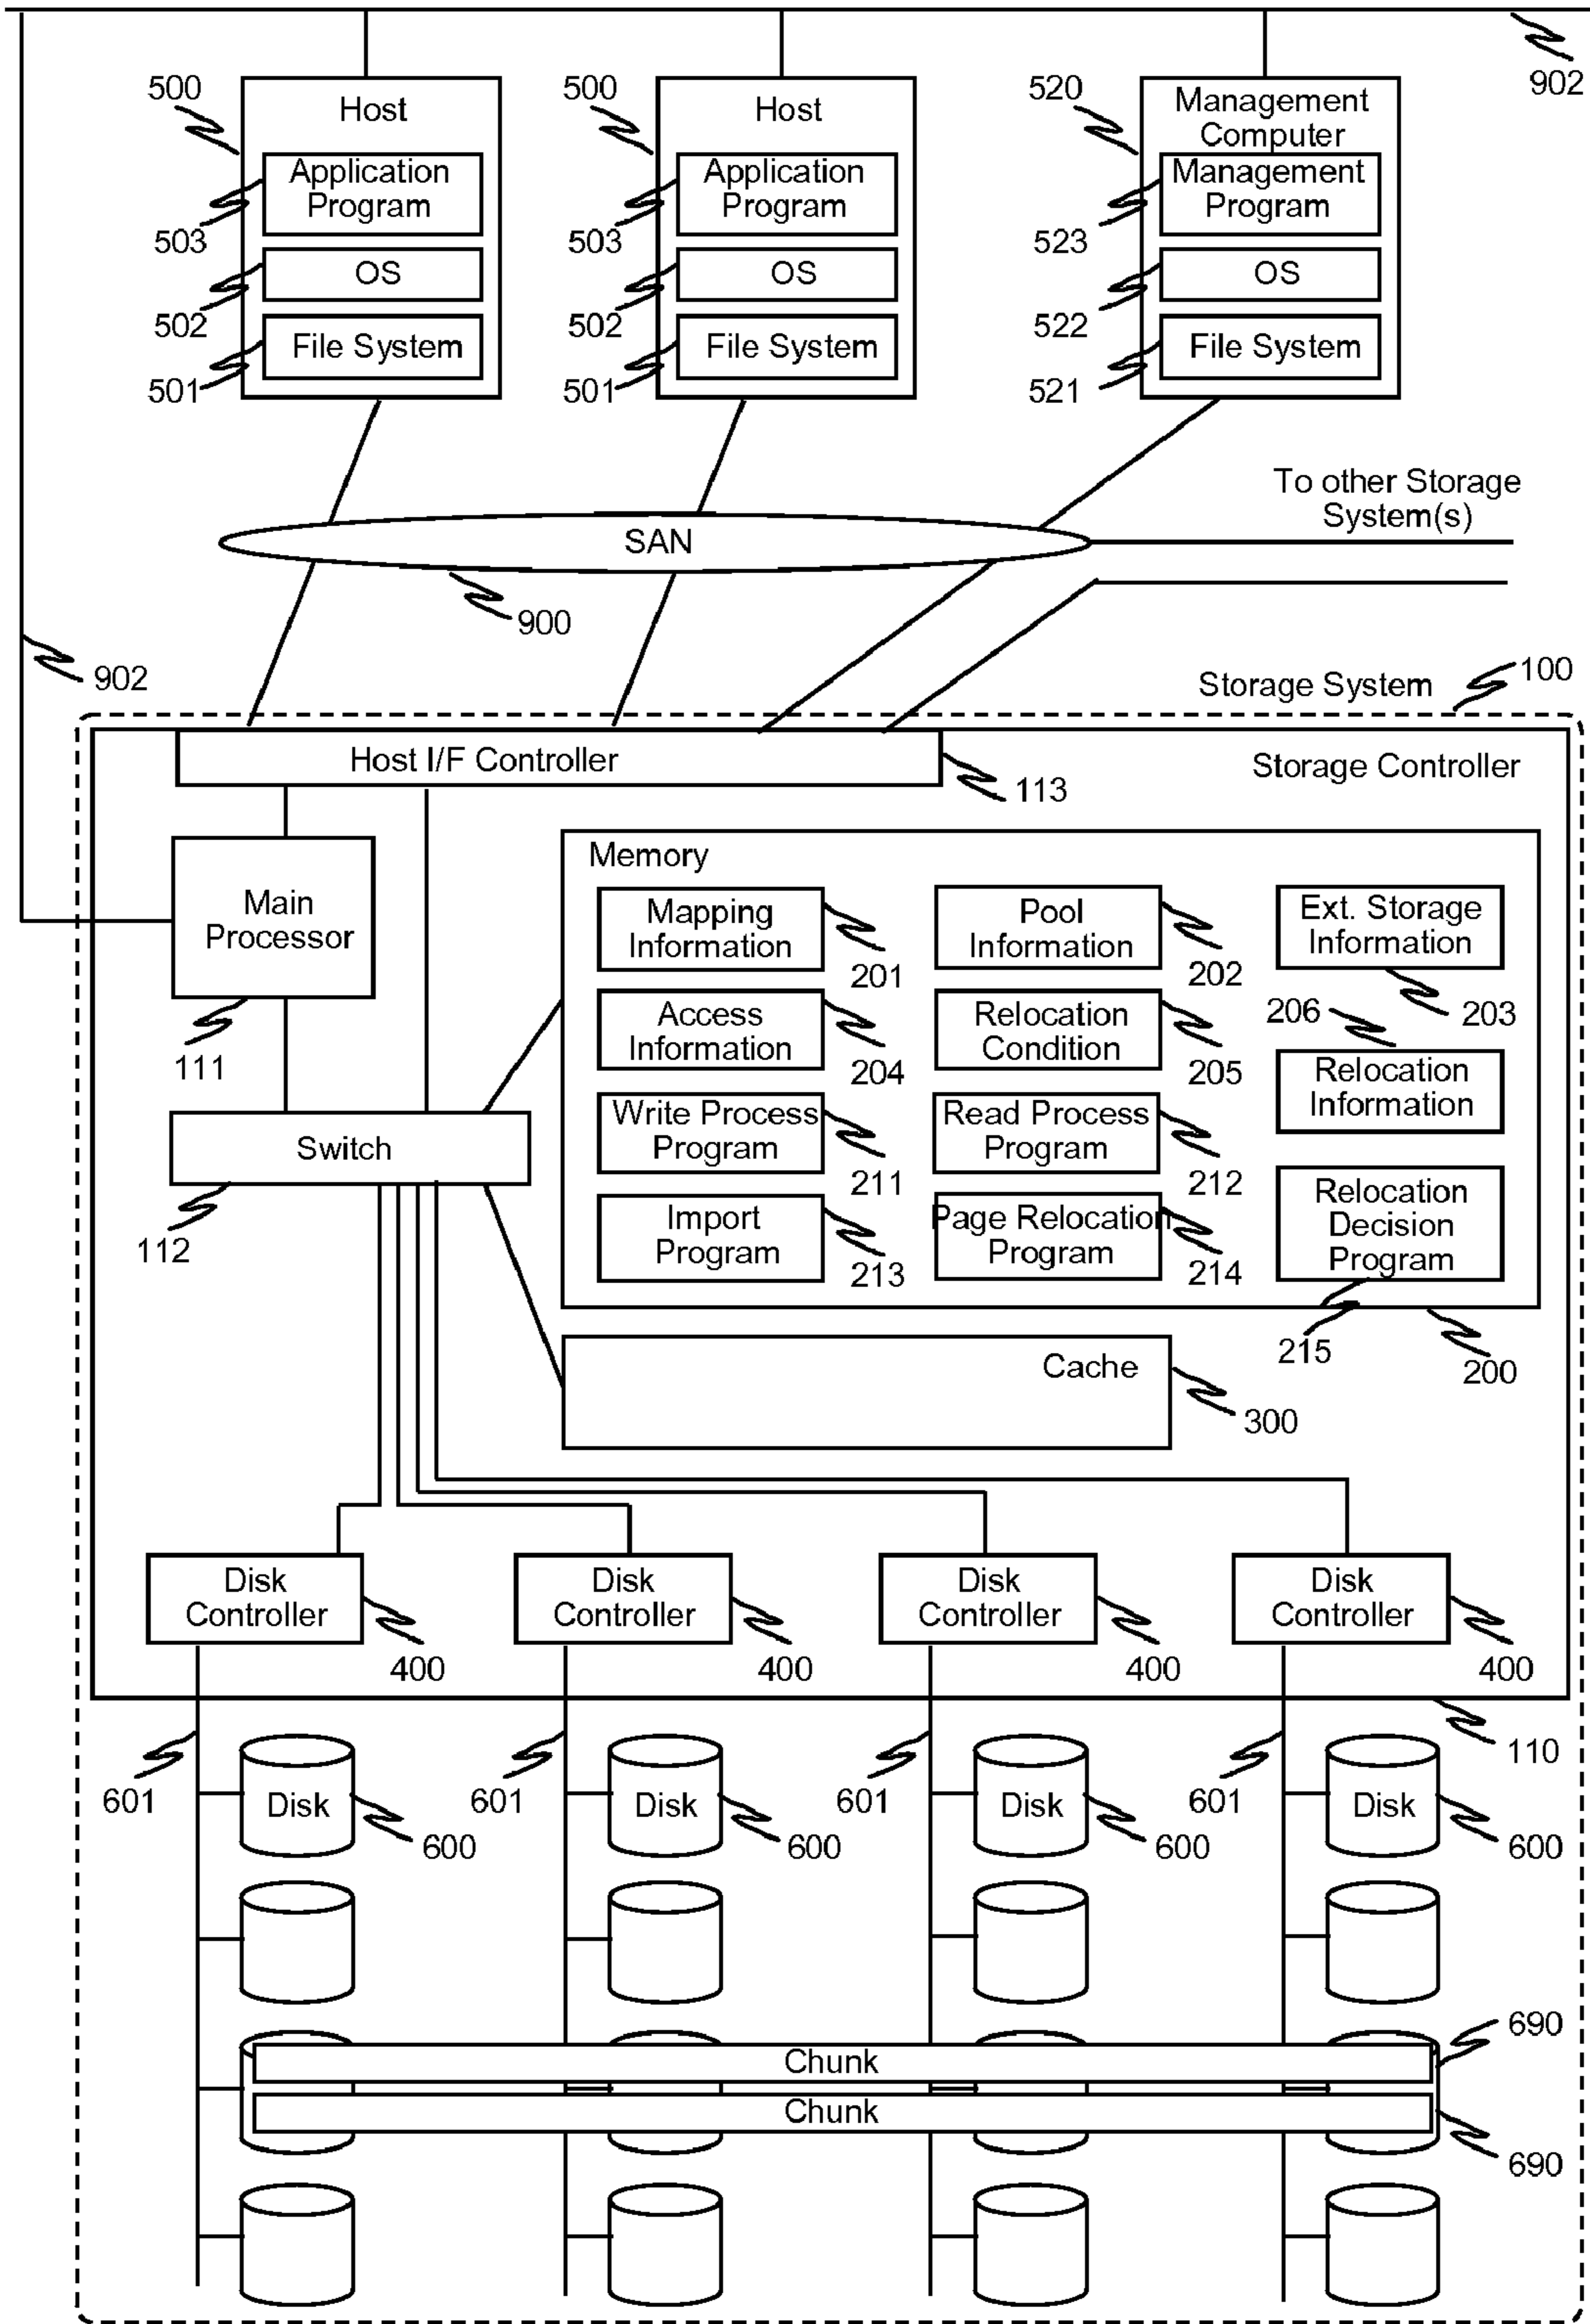 902
500
Host
Application
Program
503
OS
502
File System
501
500
Host
Application
Program
503
OS
502
File System
501
520
Management
Computer
Management
Program
523
OS
522
File System
521
To other Storage
System(s)
SAN
900
902
Storage System
100
Host I/F Controller
113
Storage Controller
Main
Processor
111
Memory
Mapping
Information
201
Pool
Information
202
Ext. Storage
Information
203
Access
Information
204
Relocation
Condition
205
206
Relocation
Information
Write Process
Program
211
Read Process
Program
212
Import
Program
213
Page Relocation
Program
214
Relocation
Decision
Program
215
200
Switch
112
Cache
300
Disk
Controller
400
Disk
Controller
400
Disk
Controller
400
Disk
Controller
400
110
601
Disk
600
601
Disk
600
601
Disk
600
601
Disk
600
Chunk
690
Chunk
690